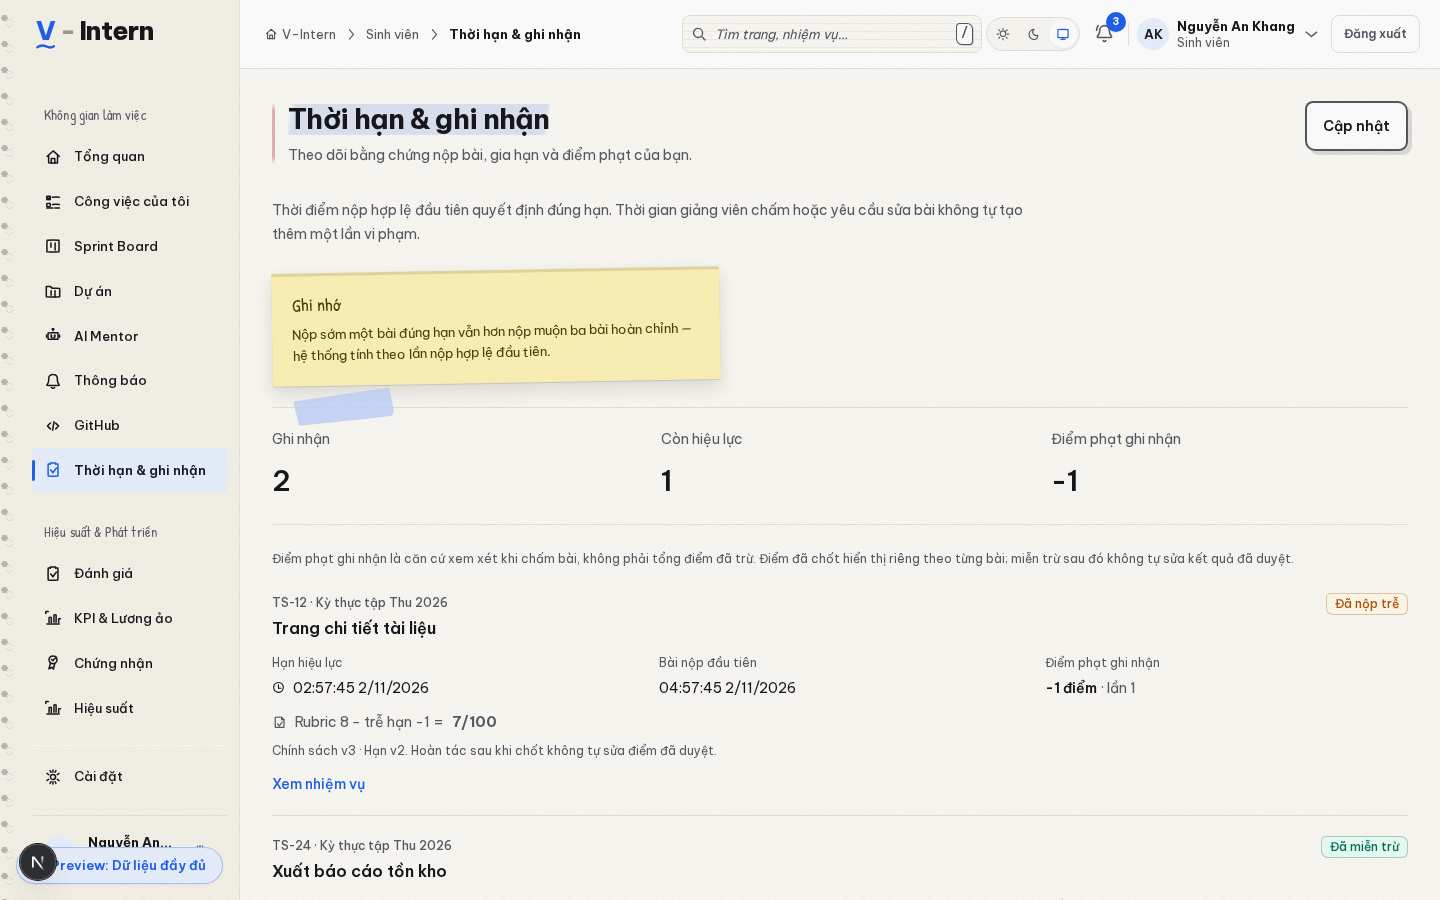 V - Intern
Không gian làm việc
Tổng quan
Công việc của tôi
Sprint Board
Dự án
AI Mentor
Thông báo
GitHub
Thời hạn & ghi nhận
Hiệu suất & Phát triển
Đánh giá
KPI & Lương ảo
Chứng nhận
Hiệu suất
Cài đặt
Nguyễn An...
Preview: Dữ liệu đầy đủ
V-Intern > Sinh viên > Thời hạn & ghi nhận
Tìm trang, nhiệm vụ... /
3
AK
Nguyễn An Khang
Sinh viên
Đăng xuất
Thời hạn & ghi nhận
Theo dõi bằng chứng nộp bài, gia hạn và điểm phạt của bạn.
Cập nhật
Thời điểm nộp hợp lệ đầu tiên quyết định đúng hạn. Thời gian giảng viên chấm hoặc yêu cầu sửa bài không tự tạo
thêm một lần vi phạm.
Ghi nhớ
Nộp sớm một bài đúng hạn vẫn hơn nộp muộn ba bài hoàn chỉnh —
hệ thống tính theo lần nộp hợp lệ đầu tiên.
Ghi nhận
2
Còn hiệu lực
1
Điểm phạt ghi nhận
-1
Điểm phạt ghi nhận là căn cứ xem xét khi chấm bài, không phải tổng điểm đã trừ. Điểm đã chốt hiển thị riêng theo từng bài; miễn trừ sau đó không tự sửa kết quả đã duyệt.
TS-12 · Kỳ thực tập Thu 2026
Trang chi tiết tài liệu
Đã nộp trễ
Hạn hiệu lực
02:57:45 2/11/2026
Bài nộp đầu tiên
04:57:45 2/11/2026
Điểm phạt ghi nhận
-1 điểm · lần 1
Rubric 8 - trễ hạn -1 = 7/100
Chính sách v3 · Hạn v2. Hoàn tác sau khi chốt không tự sửa điểm đã duyệt.
Xem nhiệm vụ
TS-24 · Kỳ thực tập Thu 2026
Xuất báo cáo tồn kho
Đã miễn trừ